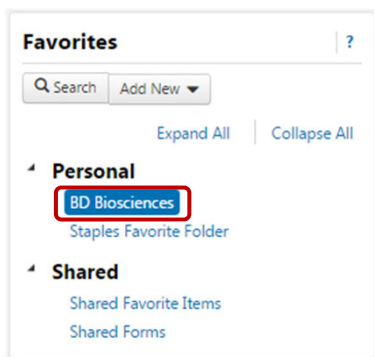 Favorites ?
Search Add New
Expand All Collapse All
Personal
BD Biosciences
Staples Favorite Folder
Shared
Shared Favorite Items
Shared Forms